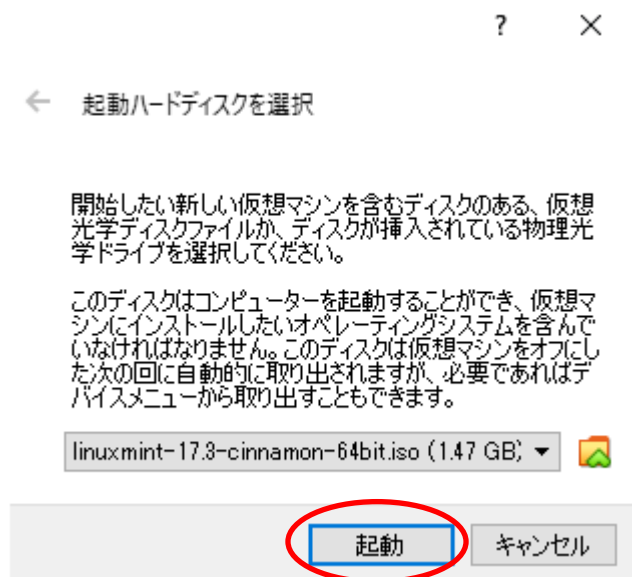 ?
起動ハードディスクを選択
開始したい新しい仮想マシンを含むディスクのある、仮想
光学ディスクファイルか、ディスクが挿入されている物理光
学ドライブを選択してください。
このディスクはコンピューターを起動することができ、仮想マ
シンにインストールしたいオペレーティングシステムを含んで
いなければなりません。このディスクは仮想マシンをオフにし
た次の回に自動的に取り出されますが、必要であればデ
バイスメニューから取り出すこともできます。
linuxmint-17.3-cinnamon-64bit.iso (1.47 GB)
起動
キャンセル